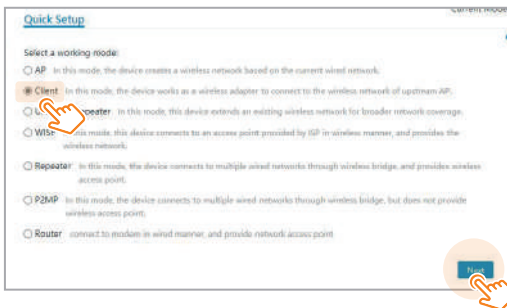 Current Mode
Quick Setup
Select a working mode:
AP In this mode, the device creates a wireless network based on the current wired network.
Client In this mode, the device works as a wireless adapter to connect to the wireless network of upstream AP.
In this mode, this device extends an existing wireless network for broader network coverage.
WISP this mode, this device connects to an access point provided by ISP in wireless manner, and provides the
wireless network.
Repeater In this mode, the device connects to multiple wired networks through wireless bridge, and provides wireless
access point.
P2MP In this mode, the device connects to multiple wired networks through wireless bridge, but does not provide
wireless access point.
Router connect to modem in wired manner, and provide network access point
Next